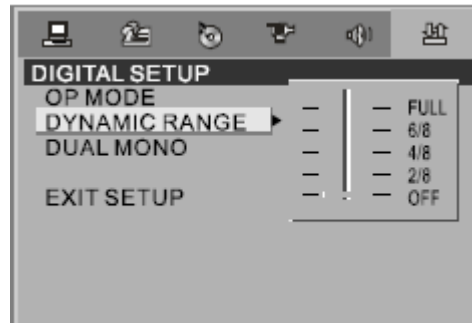 DIGITAL SETUP
OP MODE
DYNAMIC RANGE
DUAL MONO
EXIT SETUP
FULL
6/8
4/8
2/8
OFF